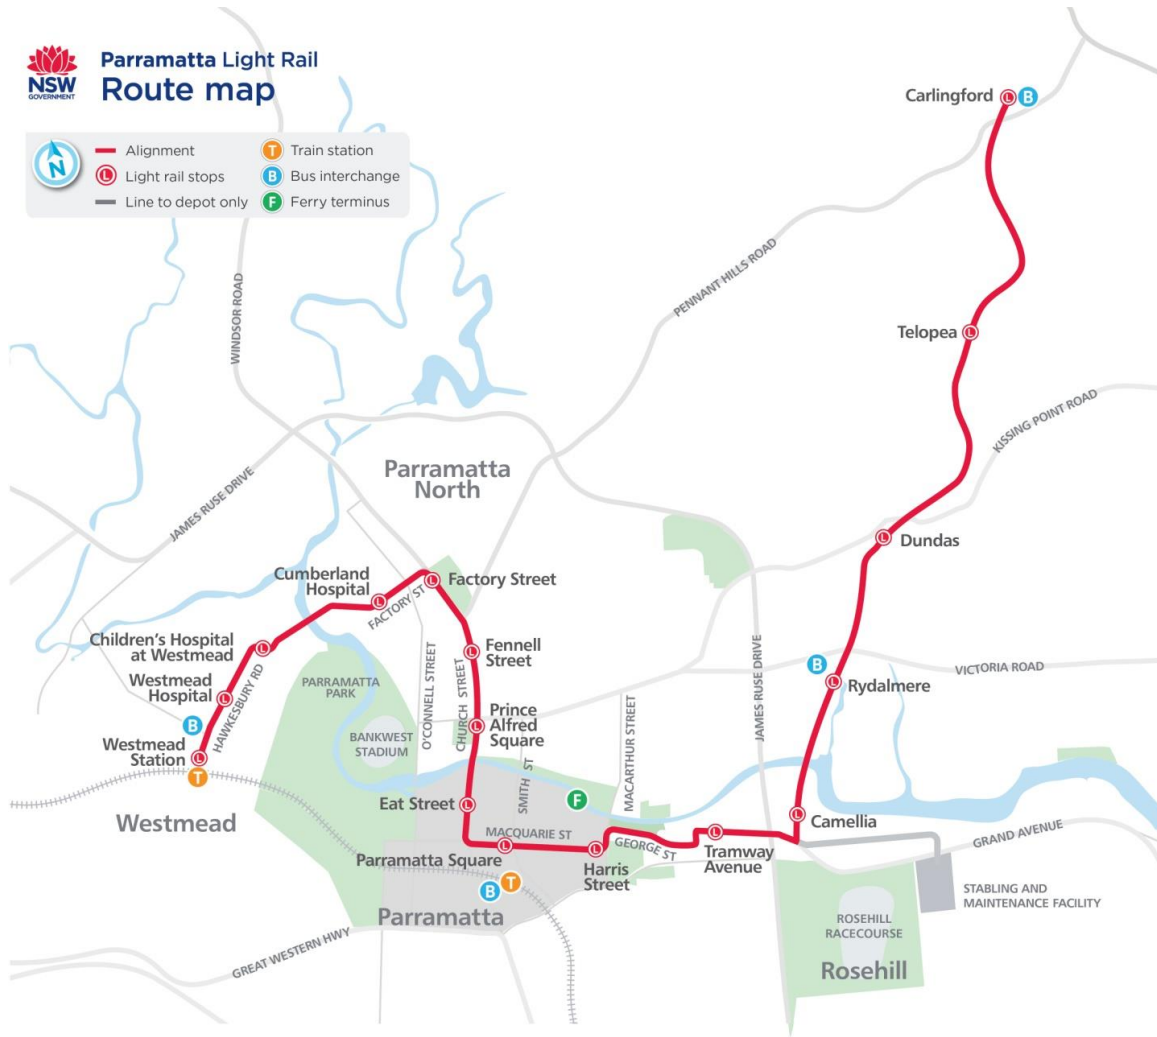 Parramatta Light Rail
Route map
NSW
GOVERNMENT
N
Alignment
L Light rail stops
Line to depot only
T Train station
B Bus interchange
F Ferry terminus
Carlingford L B
PENNANT HILLS ROAD
WINDSOR ROAD
Telopea L
KISSING POINT ROAD
JAMES RUSE DRIVE
Parramatta
North
L Dundas
Cumberland
Hospital L
L Factory Street
FACTORY ST
Children's Hospital
at Westmead L
L Fennell
Street
O'CONNELL STREET
CHURCH STREET
JAMES RUSE DRIVE
VICTORIA ROAD
B
L Rydalmere
Westmead
Hospital L
HAWKESBURY RD
PARRAMATTA
PARK
L Prince
Alfred
Square
MACARTHUR STREET
B
Westmead
Station L
T
BANKWEST
STADIUM
SMITH ST
Westmead
Eat Street L
F
L Camellia
MACQUARIE ST
GEORGE ST
L
Tramway
Avenue
GRAND AVENUE
Parramatta Square L
L
Harris
Street
B T
Parramatta
STABLING AND
MAINTENANCE FACILITY
ROSEHILL
RACECOURSE
GREAT WESTERN HWY
Rosehill